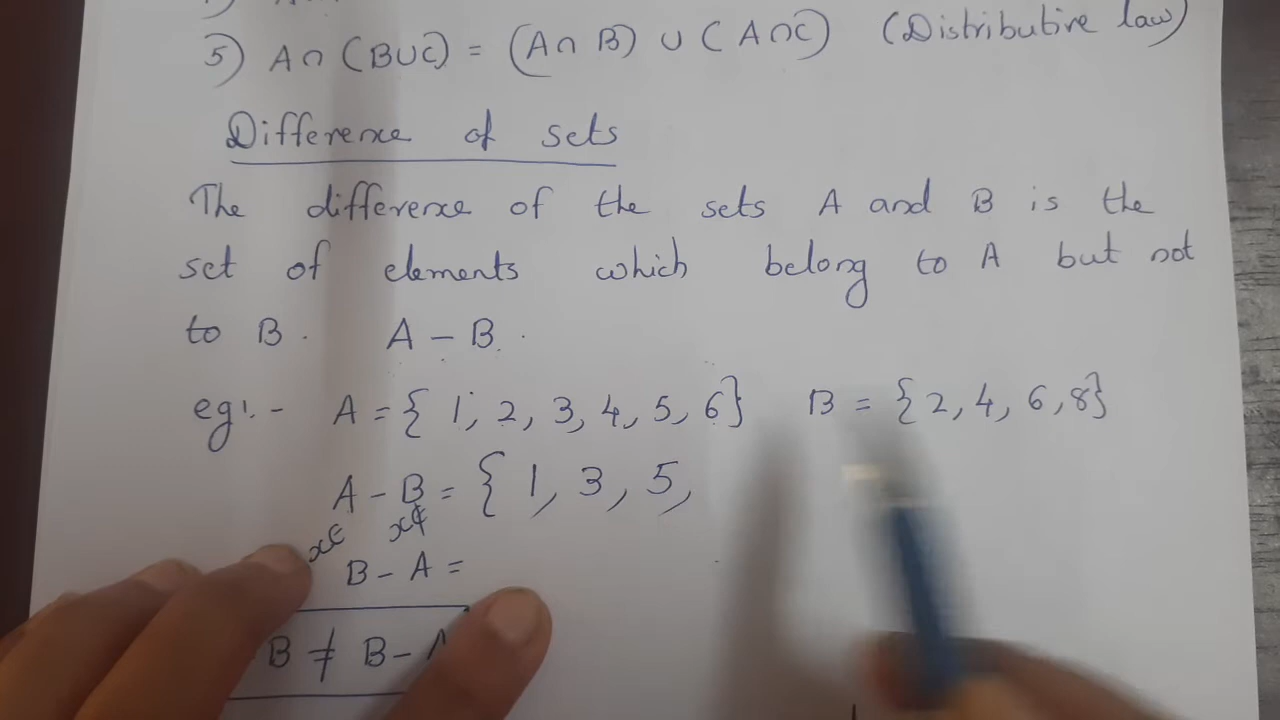 5) A∩(B∪C) = (A∩B) ∪ (A∩C) (Distributive law)
Difference of sets
The difference of the sets A and B is the
set of elements which belong to A but not
to B. A – B.
eg:- A = { 1, 2, 3, 4, 5, 6} B = {2, 4, 6, 8}
A – B = { 1, 3, 5,
x∈ x∉
B – A =
B ≠ B – A